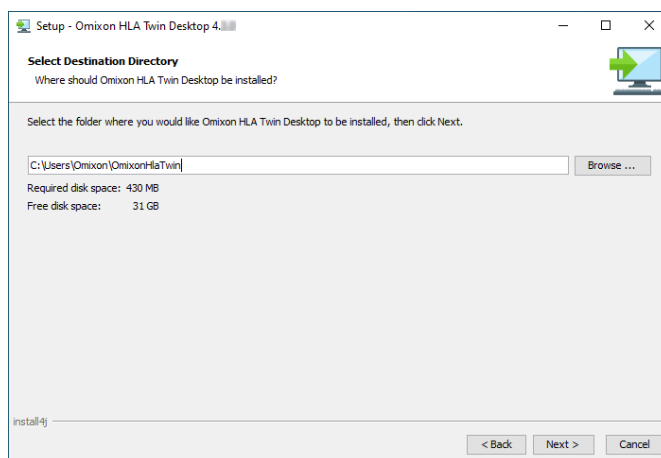 Setup - Omixon HLA Twin Desktop 4.
Select Destination Directory
Where should Omixon HLA Twin Desktop be installed?
Select the folder where you would like Omixon HLA Twin Desktop to be installed, then click Next.
C:\Users\Omixon\OmixonHlaTwin
Browse ...
Required disk space: 430 MB
Free disk space: 31 GB
install4j
< Back Next > Cancel